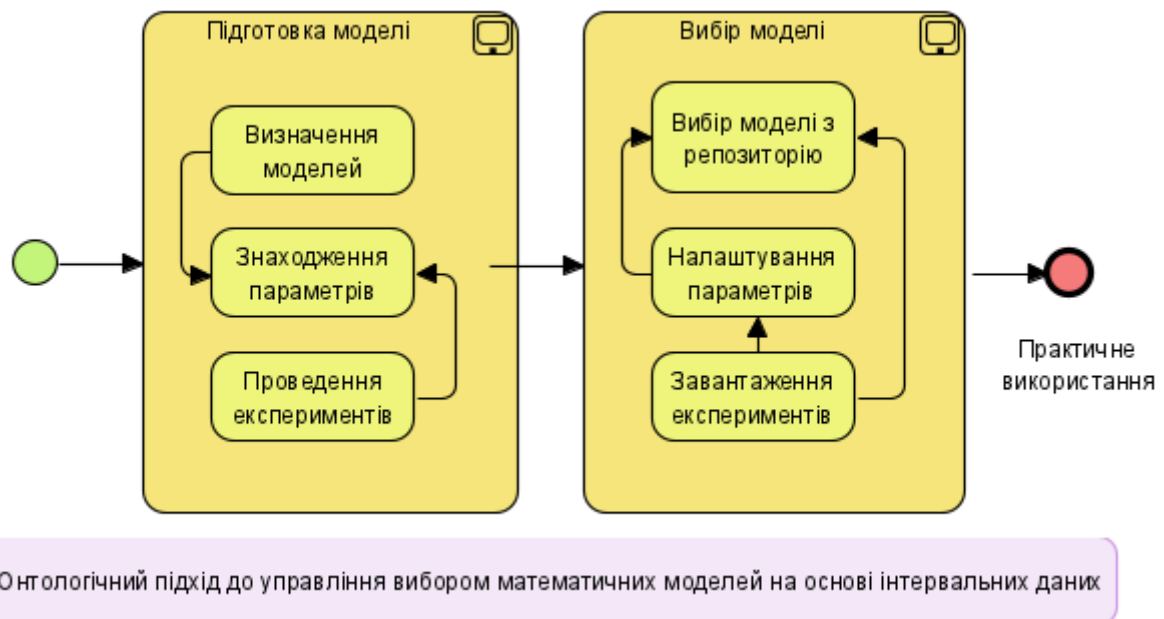 Підготовка моделі
Визначення
моделей
Знаходження
параметрів
Проведення
експериментів
Вибір моделі
Вибір моделі з
репозиторію
Налаштування
параметрів
Завантаження
експериментів
Практичне
використання
Онтологічний підхід до управління вибором математичних моделей на основі інтервальних даних